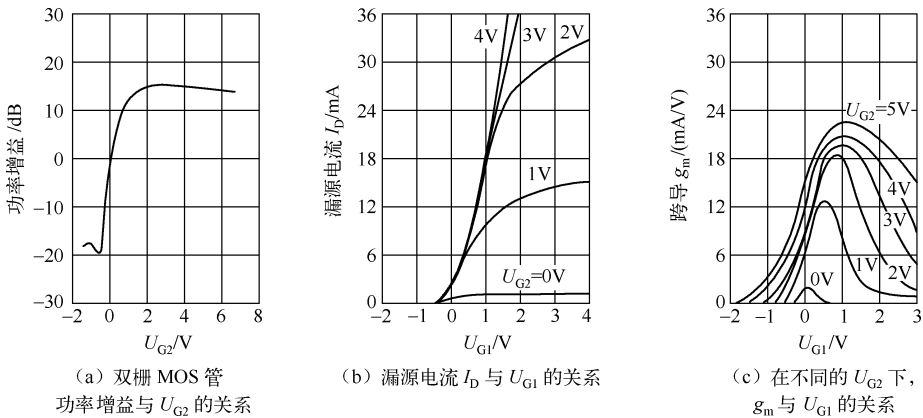 功率增益 /dB
30
20
10
0
−10
−20
−30
−2 0 2 4 6 8
U_G2/V
（a）双栅 MOS 管
功率增益与 U_G2 的关系
漏源电流 I_D/mA
36
30
24
18
12
6
0
4V 3V 2V
1V
U_G2=0V
−2 −1 0 1 2 3 4
U_G1/V
（b）漏源电流 I_D 与 U_G1 的关系
跨导 g_m/(mA/V)
36
30
24
18
12
6
0
U_G2=5V
4V
3V
2V
1V
0V
−2 −1 0 1 2 3
U_G1/V
（c）在不同的 U_G2 下，
g_m 与 U_G1 的关系